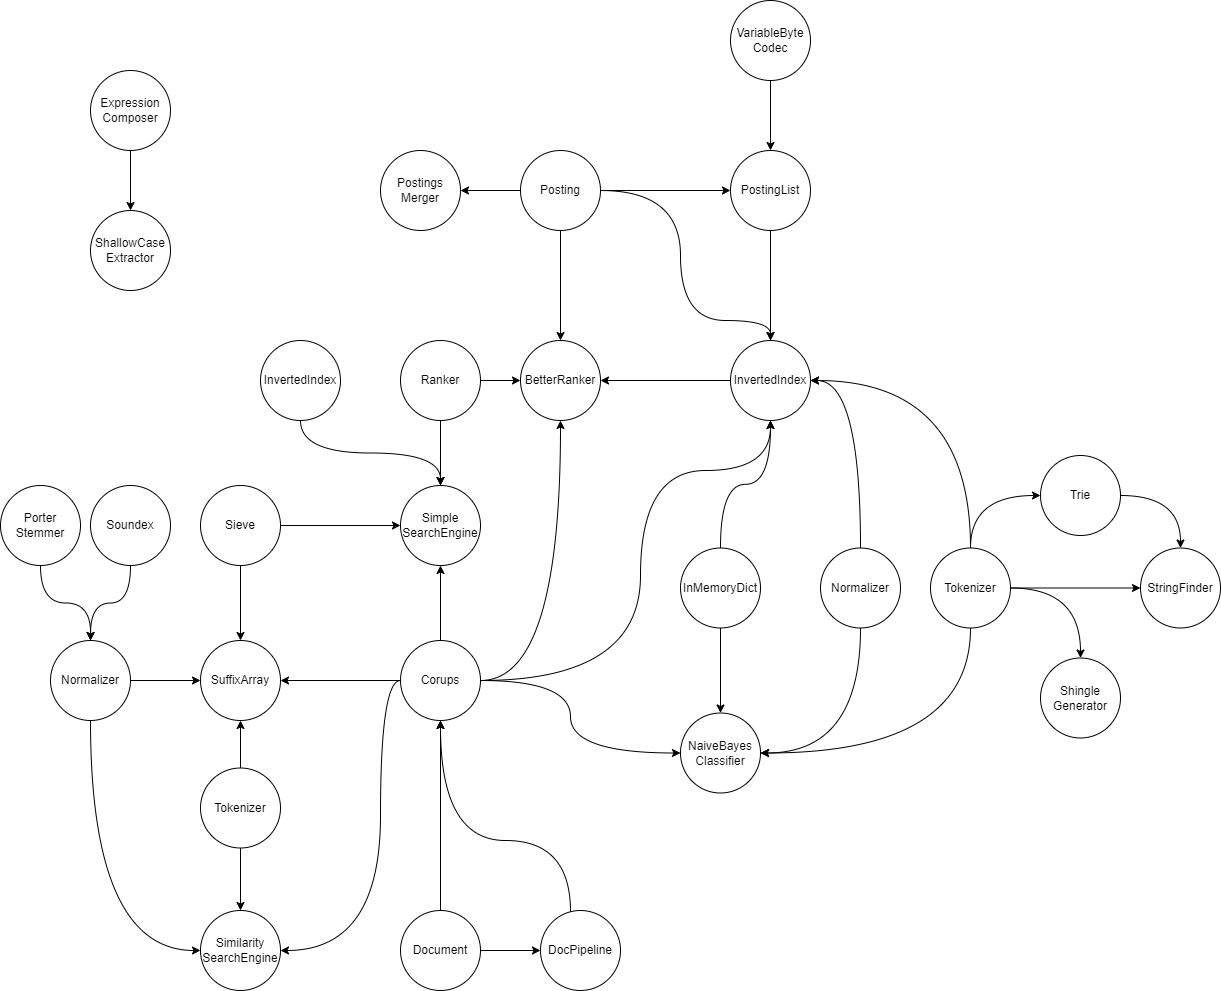 VariableByte
Codec
Expression
Composer
Postings
Merger
Posting
PostingList
ShallowCase
Extractor
InvertedIndex
Ranker
BetterRanker
InvertedIndex
Porter
Stemmer
Soundex
Sieve
Simple
SearchEngine
Trie
InMemoryDict
Normalizer
Tokenizer
StringFinder
Normalizer
SuffixArray
Corups
Shingle
Generator
NaiveBayes
Classifier
Tokenizer
Similarity
SearchEngine
Document
DocPipeline